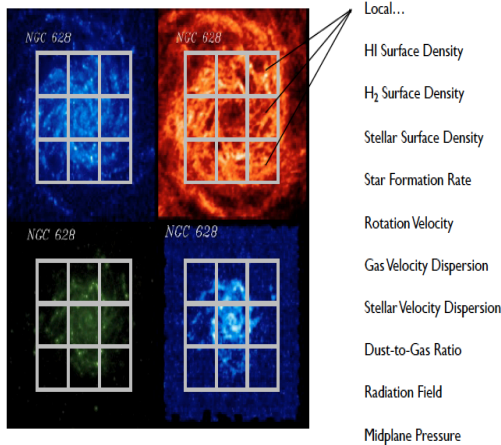 NGC 628
NGC 628
NGC 628
NGC 628
Local…
HI Surface Density
H₂ Surface Density
Stellar Surface Density
Star Formation Rate
Rotation Velocity
Gas Velocity Dispersion
Stellar Velocity Dispersion
Dust-to-Gas Ratio
Radiation Field
Midplane Pressure